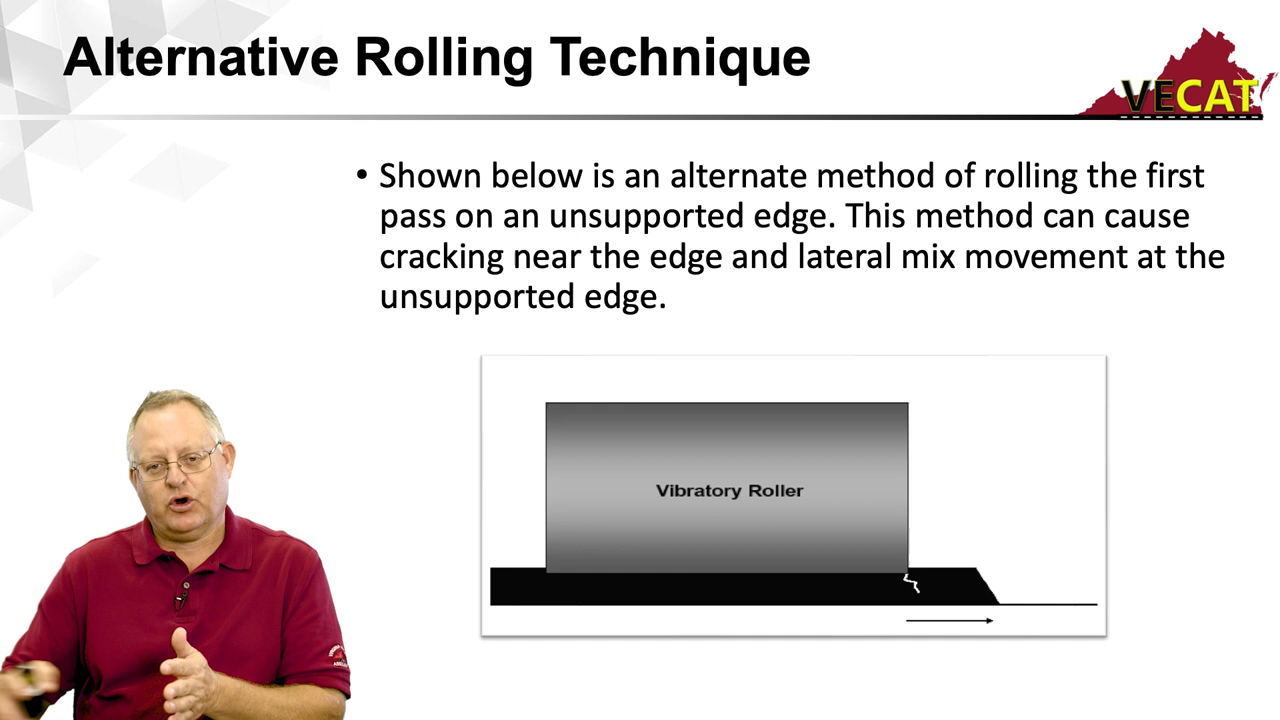 Alternative Rolling Technique
VECAT
• Shown below is an alternate method of rolling the first
pass on an unsupported edge. This method can cause
cracking near the edge and lateral mix movement at the
unsupported edge.
Vibratory Roller